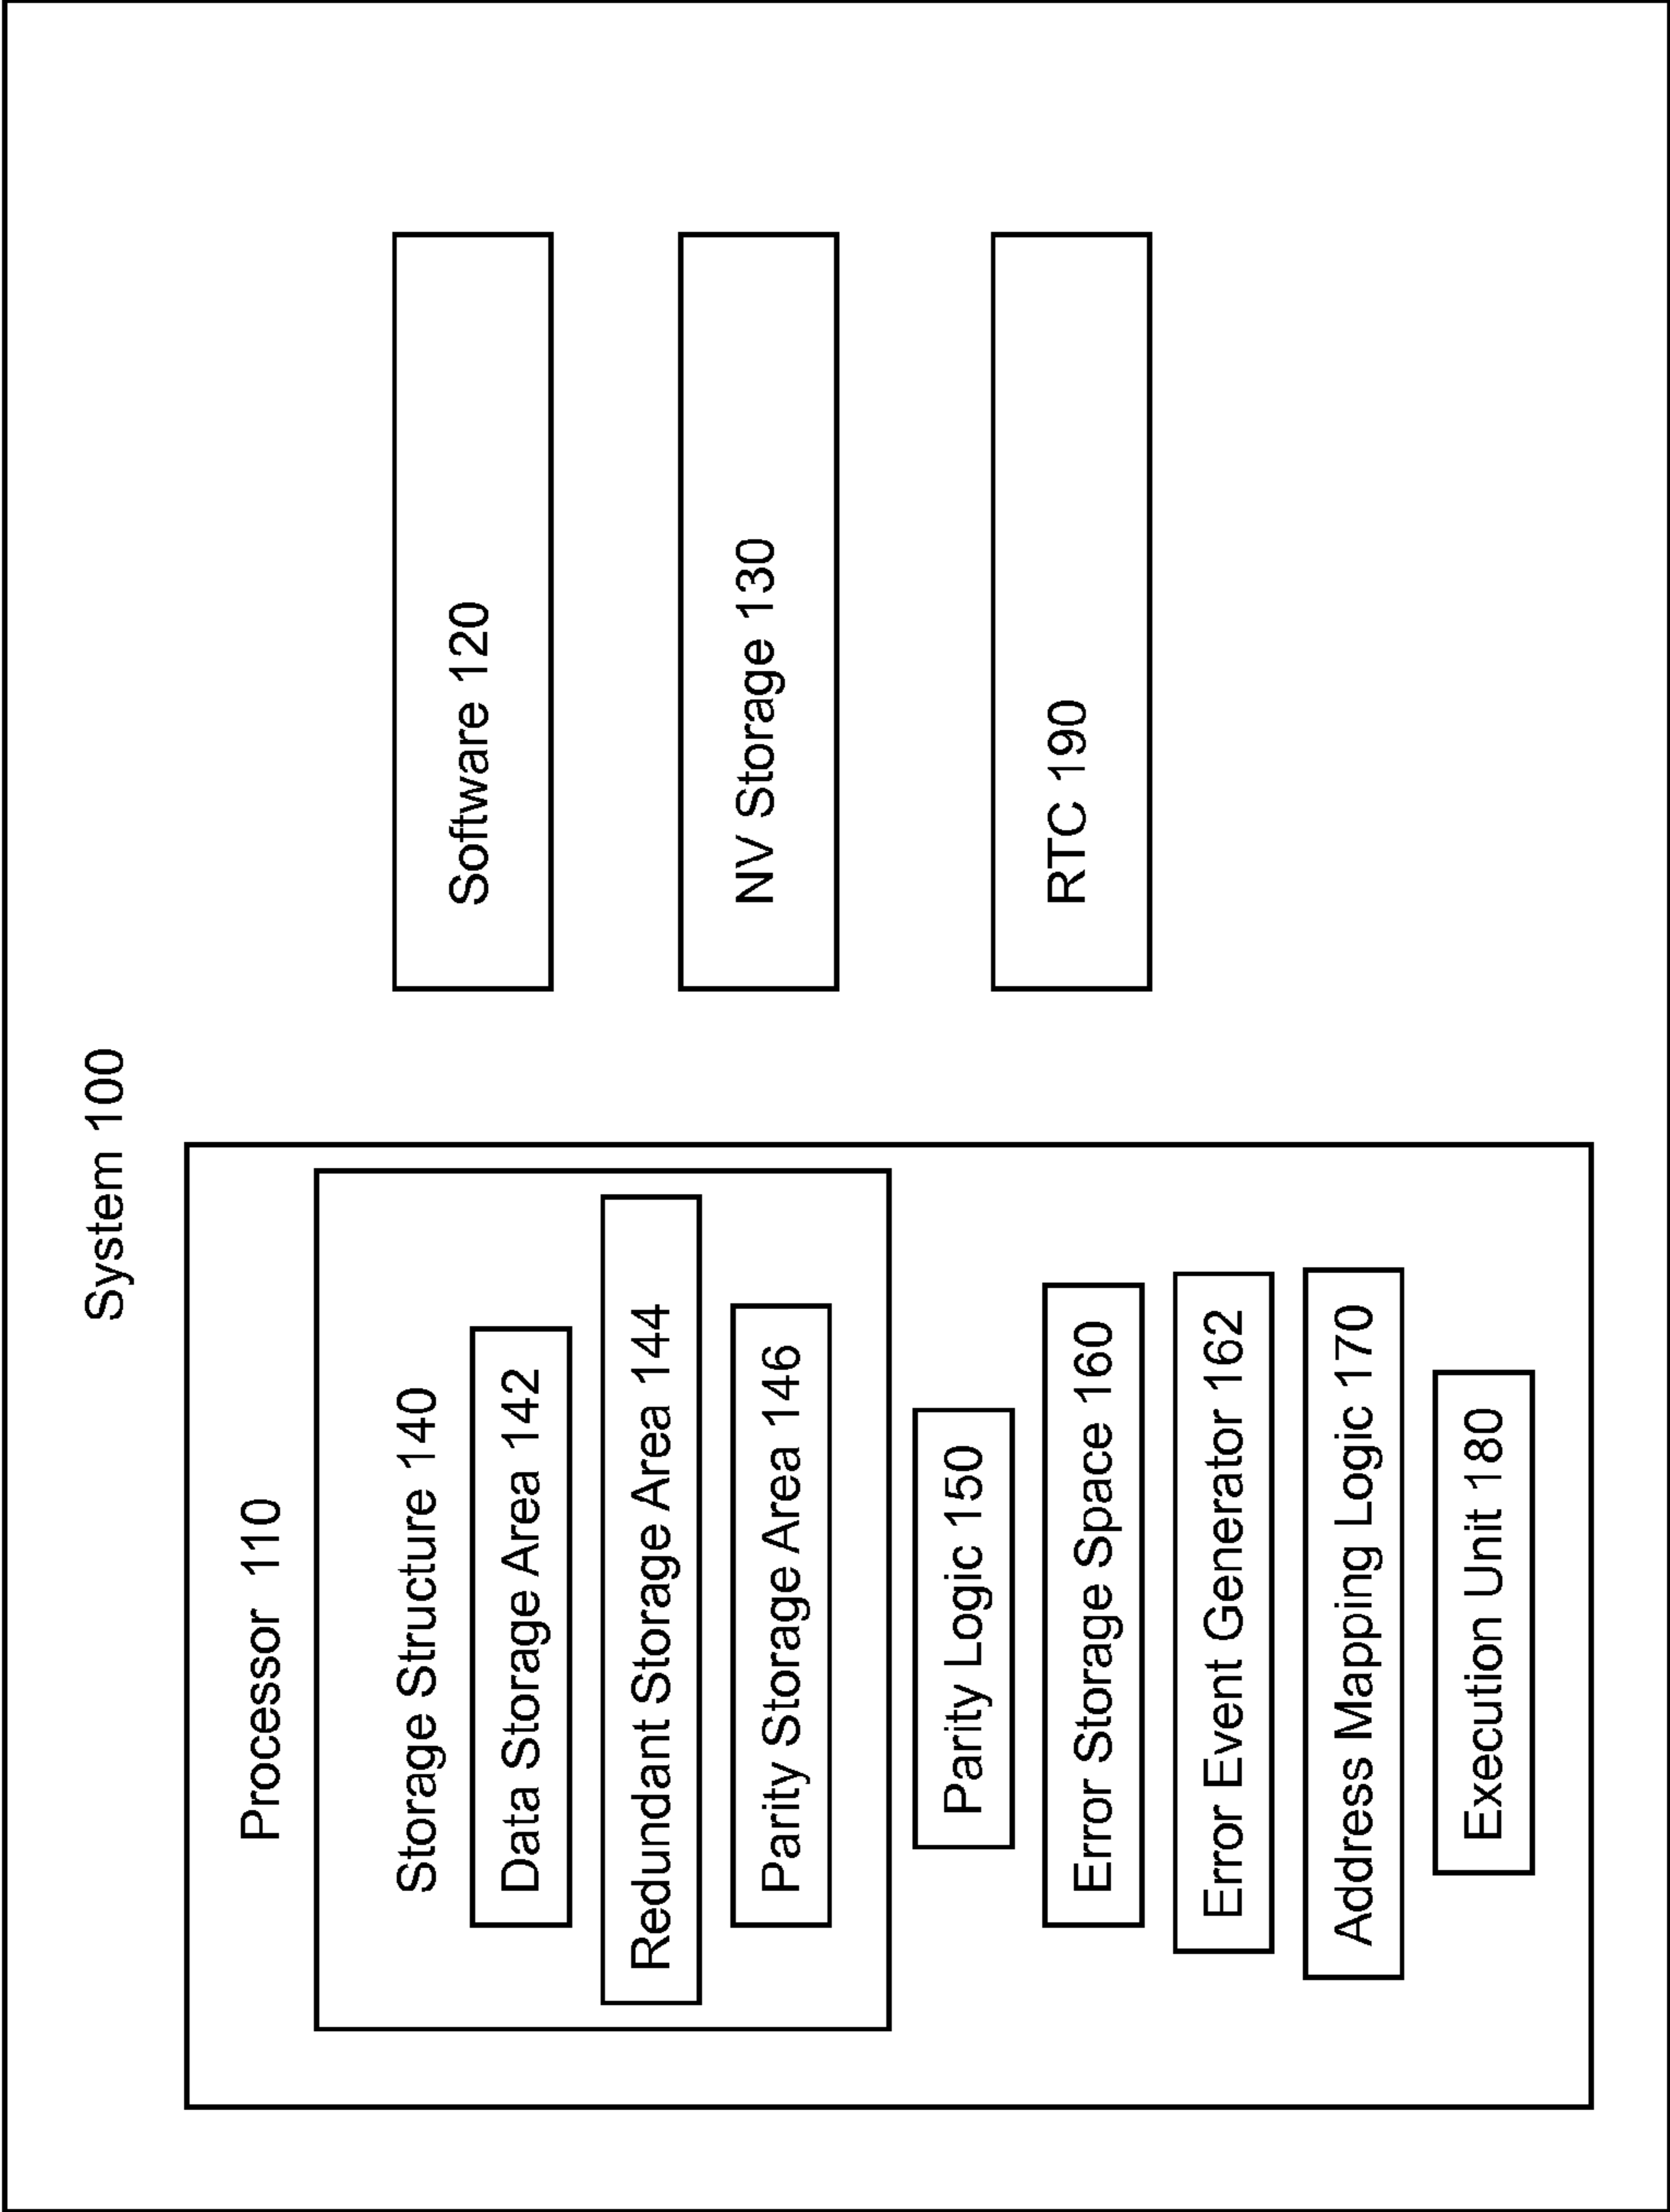 System 100
Processor 110
Storage Structure 140
Data Storage Area 142
Redundant Storage Area 144
Parity Storage Area 146
Parity Logic 150
Error Storage Space 160
Error Event Generator 162
Address Mapping Logic 170
Execution Unit 180
Software 120
NV Storage 130
RTC 190